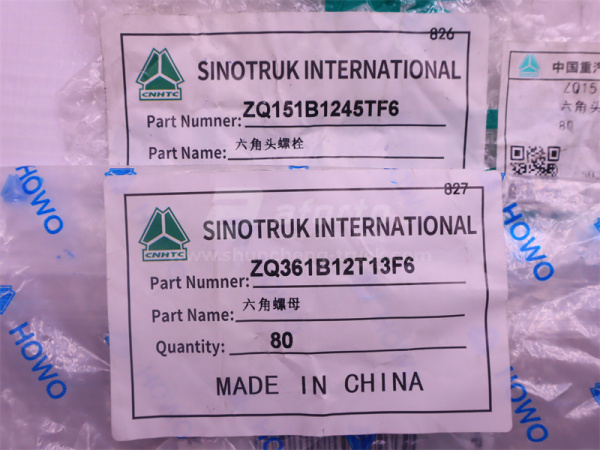 826
CNHTC
SINOTRUK INTERNATIONAL
Part Numner: ZQ151B1245TF6
Part Name: 六角头螺栓
中国重汽
ZQ151
六角头
80
827
CNHTC
SINOTRUK INTERNATIONAL
Part Numner: ZQ361B12T13F6
Part Name: 六角螺母
Quantity: 80
MADE IN CHINA
HOWO
HOWO
HOWO
HOWO
HOWO